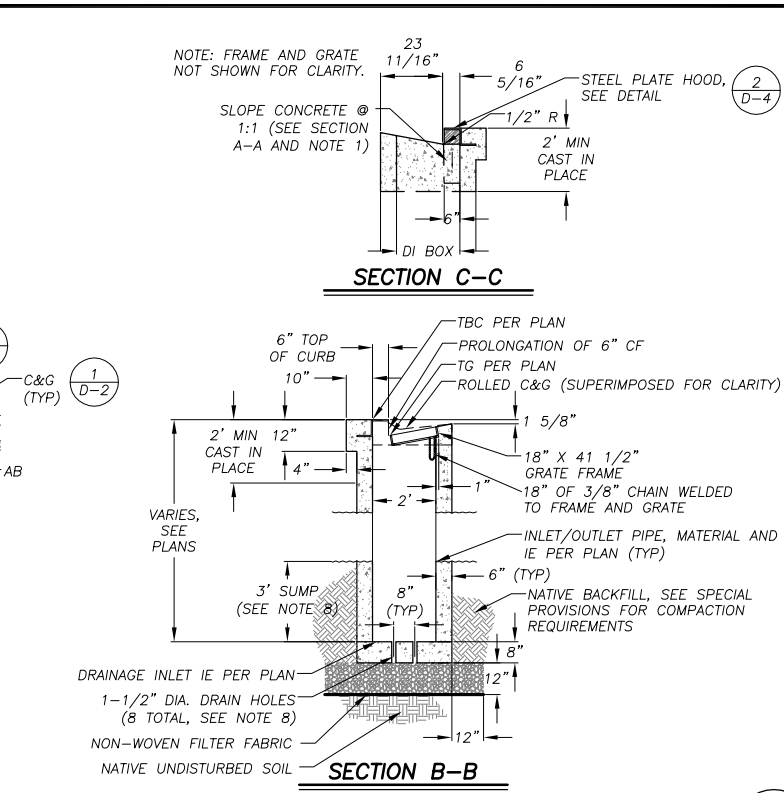 NOTE: FRAME AND GRATE
NOT SHOWN FOR CLARITY.
23
11/16"
6
5/16"
STEEL PLATE HOOD,
SEE DETAIL
2
D-4
SLOPE CONCRETE @
1:1 (SEE SECTION
A-A AND NOTE 1)
1/2" R
2' MIN
CAST IN
PLACE
6"
DI BOX
SECTION C-C
C&G
(TYP)
1
D-2
AB
6" TOP
OF CURB
10"
TBC PER PLAN
PROLONGATION OF 6" CF
TG PER PLAN
ROLLED C&G (SUPERIMPOSED FOR CLARITY)
1 5/8"
2' MIN
CAST IN
PLACE
12"
4"
18" X 41 1/2"
GRATE FRAME
1"
18" OF 3/8" CHAIN WELDED
TO FRAME AND GRATE
2'
VARIES,
SEE
PLANS
INLET/OUTLET PIPE, MATERIAL AND
IE PER PLAN (TYP)
3' SUMP
(SEE NOTE 8)
8"
(TYP)
6" (TYP)
NATIVE BACKFILL, SEE SPECIAL
PROVISIONS FOR COMPACTION
REQUIREMENTS
8"
12"
12"
DRAINAGE INLET IE PER PLAN
1-1/2" DIA. DRAIN HOLES
(8 TOTAL, SEE NOTE 8)
NON-WOVEN FILTER FABRIC
NATIVE UNDISTURBED SOIL
SECTION B-B